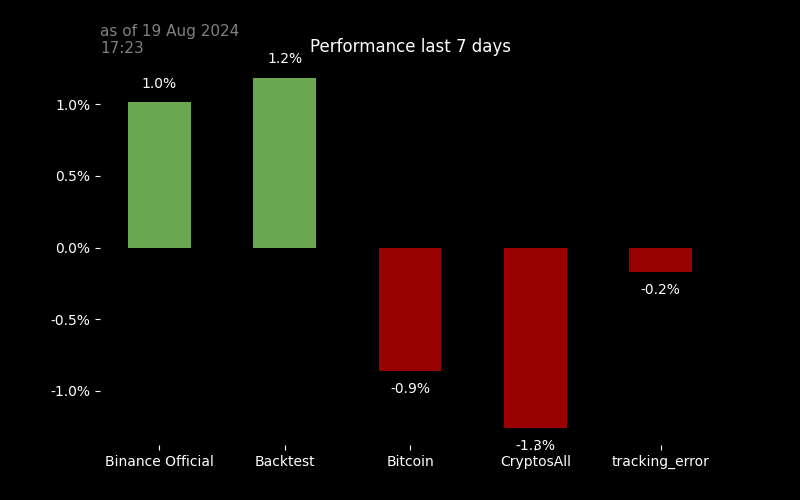 as of 19 Aug 2024
17:23
Performance last 7 days
1.0%
1.2%
1.0%
0.5%
0.0%
-0.5%
-1.0%
-0.2%
-0.9%
-1.3%
Binance Official
Backtest
Bitcoin
CryptosAll
tracking_error